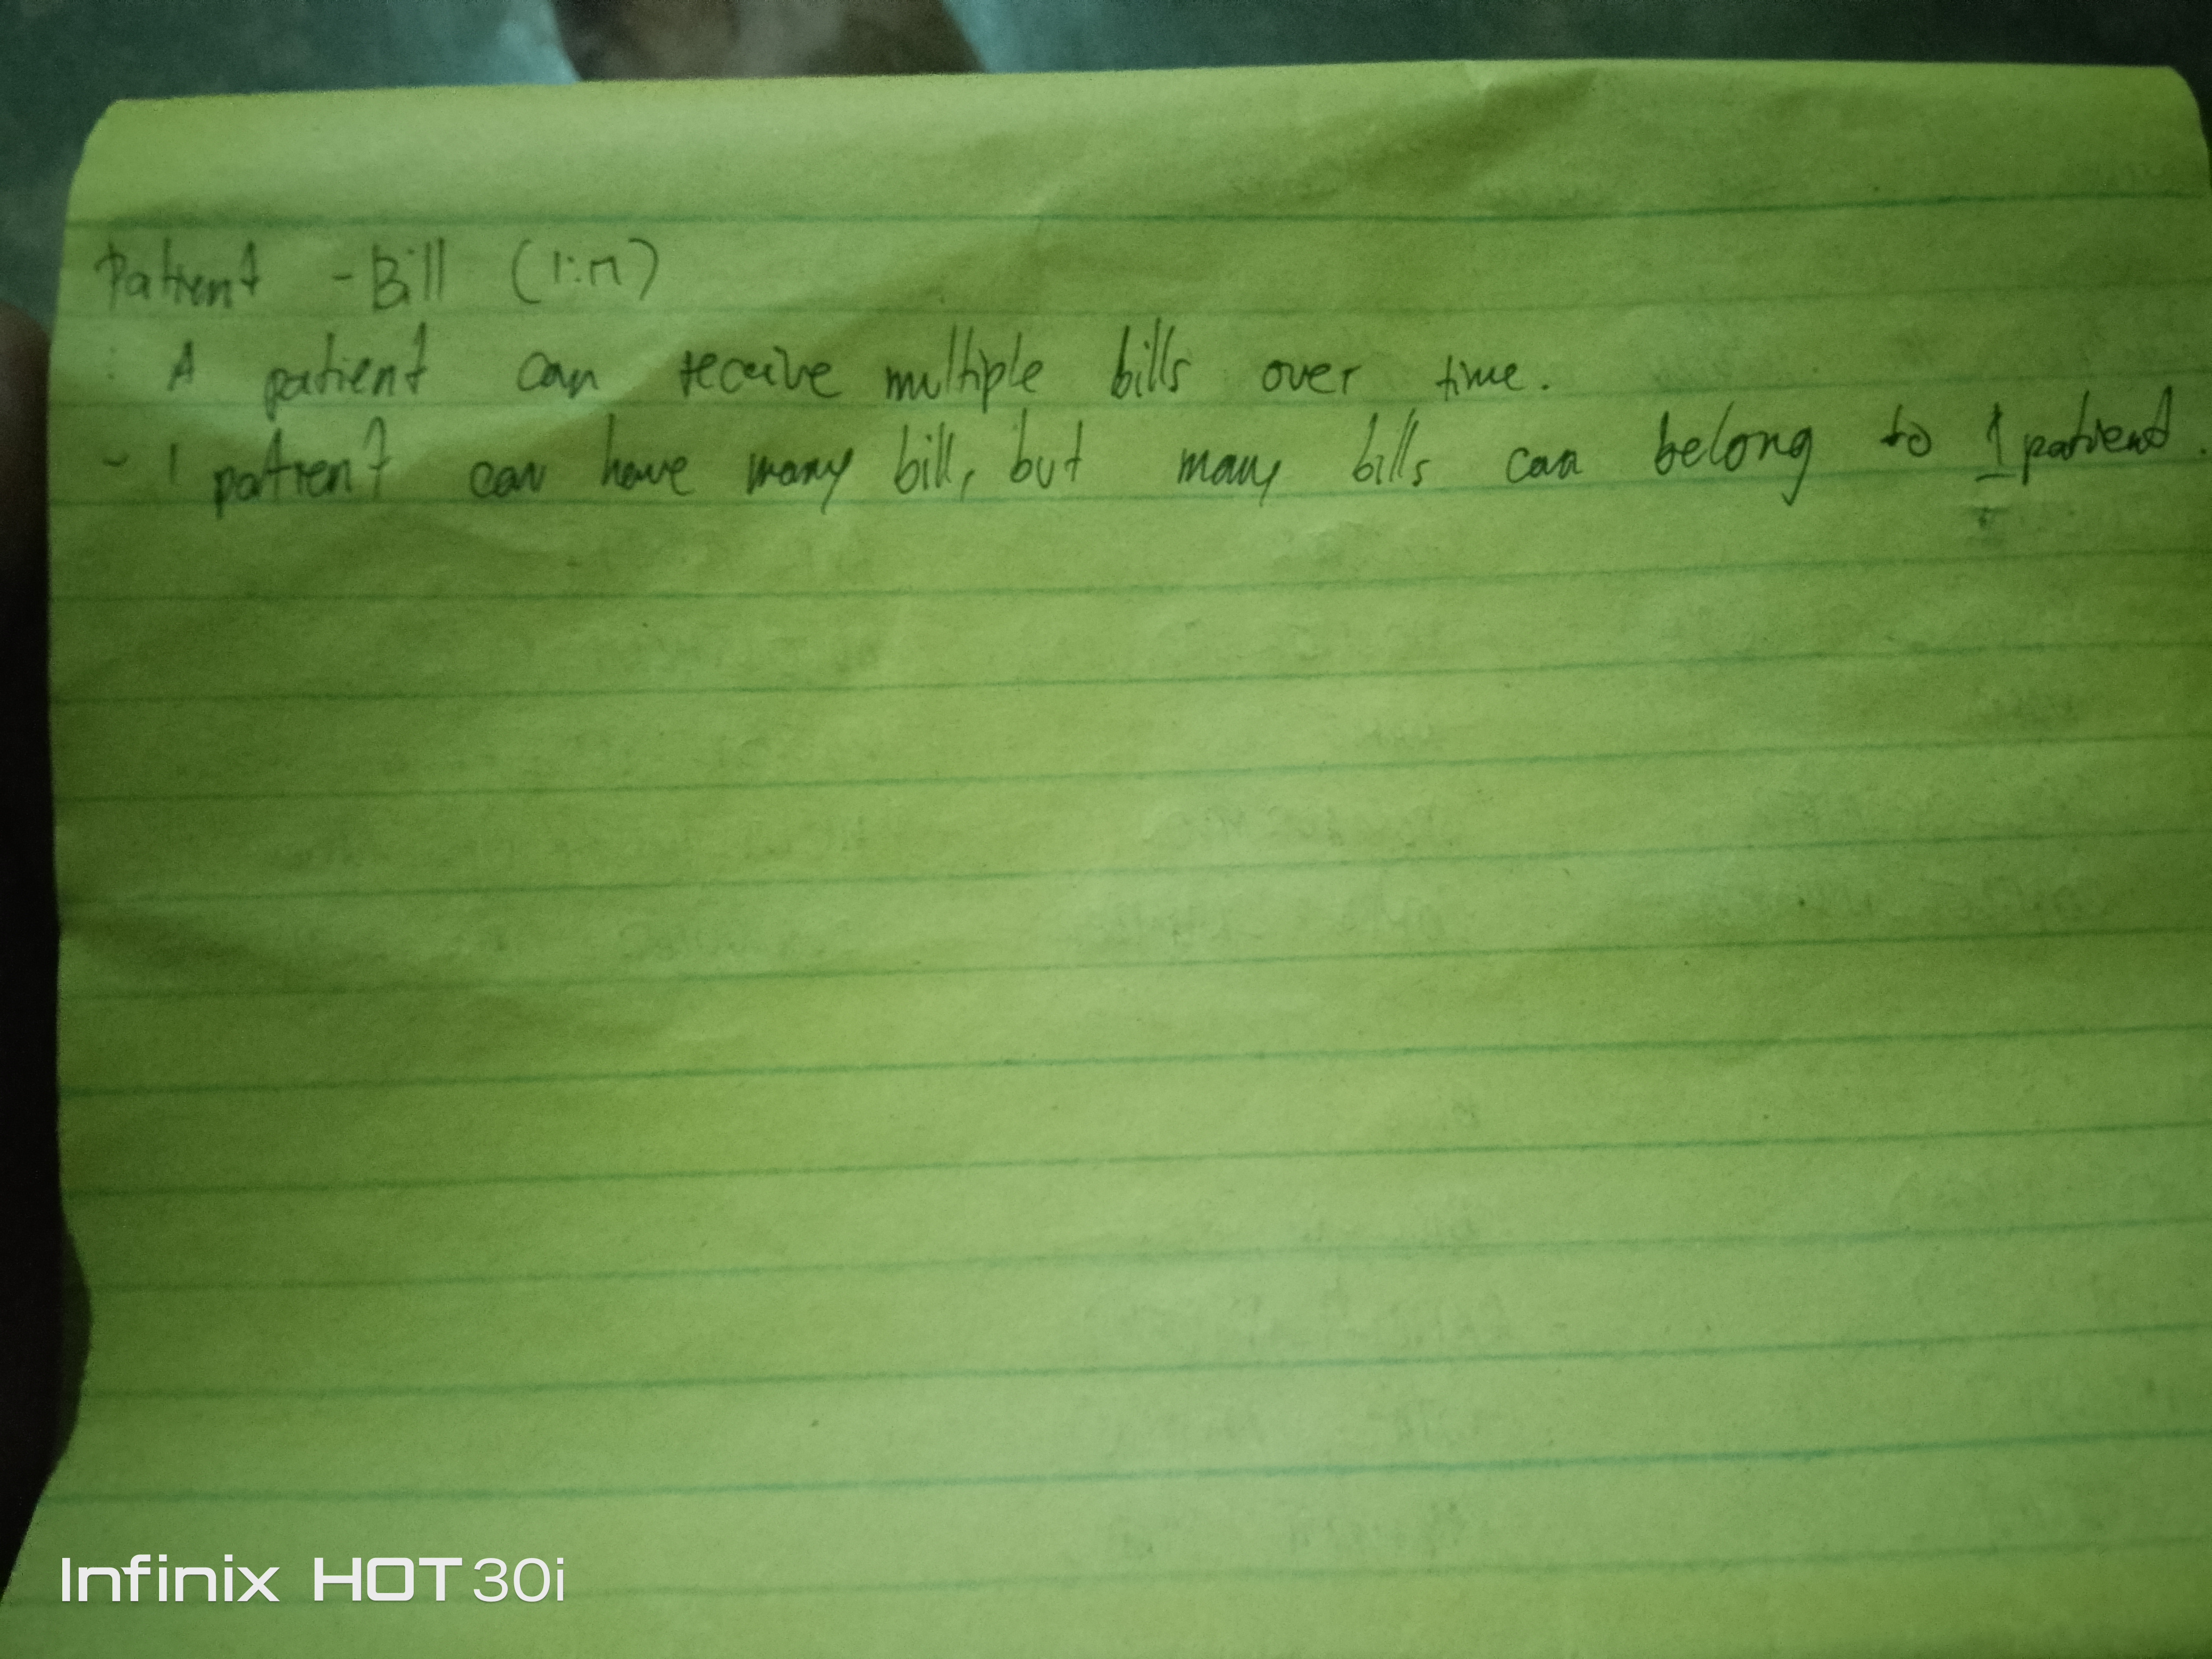 Patient - Bill (1:M)
: A patient can receive multiple bills over time.
- 1 patient can have many bill, but many bills can belong to 1 patient.
Infinix HOT 30i